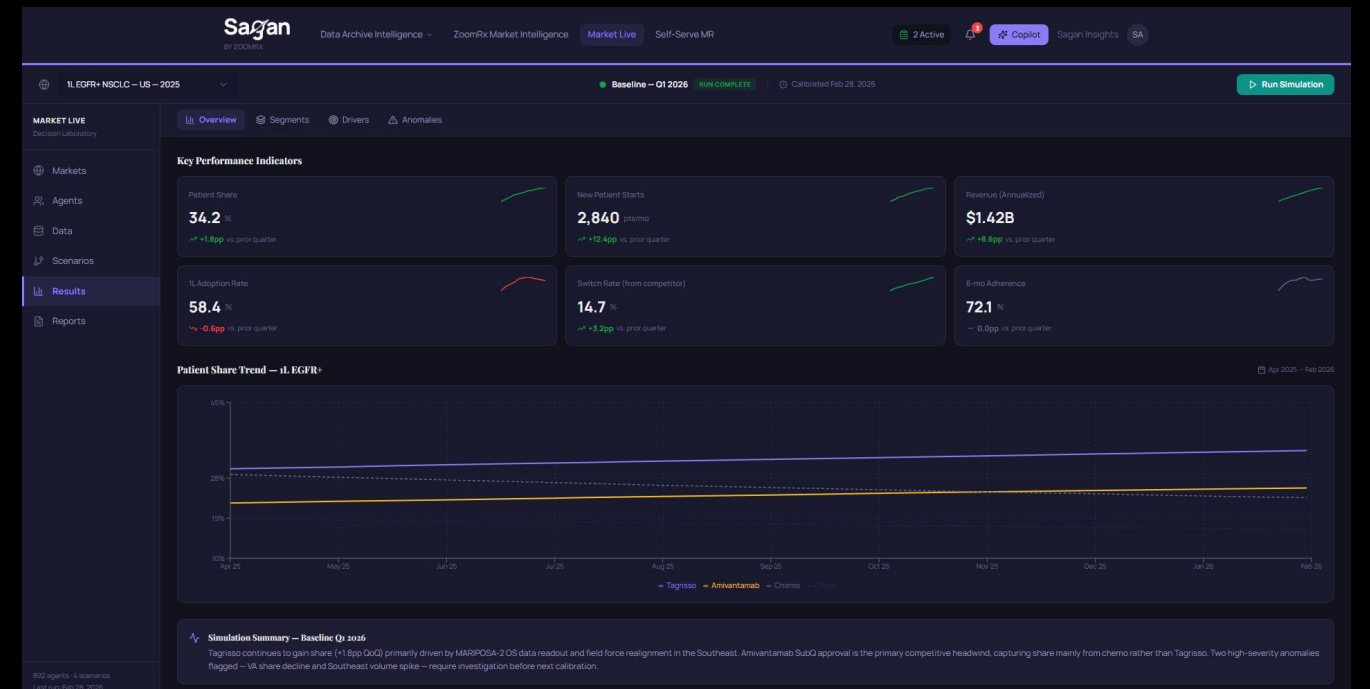 Sagan
BY ZOOMRX
Data Archive Intelligence
ZoomRx Market Intelligence
Market Live
Self-Serve MR
2 Active
3
Copilot
Sagan Insights
SA
1L EGFR+ NSCLC — US — 2025
Baseline — Q1 2026
RUN COMPLETE
Calibrated Feb 28, 2026
Run Simulation
MARKET LIVE
Decision Laboratory
Markets
Agents
Data
Scenarios
Results
Reports
892 agents · 4 scenarios
Last run: Feb 28, 2026
Overview
Segments
Drivers
Anomalies
Key Performance Indicators
Patient Share
34.2 %
+1.8pp vs. prior quarter
New Patient Starts
2,840 pts/mo
+12.4pp vs. prior quarter
Revenue (Annualized)
$1.42B
+8.6pp vs. prior quarter
1L Adoption Rate
58.4 %
-0.6pp vs. prior quarter
Switch Rate (from competitor)
14.7 %
+3.2pp vs. prior quarter
6-mo Adherence
72.1 %
0.0pp vs. prior quarter
Patient Share Trend — 1L EGFR+
Apr 2025 — Feb 2026
45%
28%
19%
10%
Apr 25
May 25
Jun 25
Jul 25
Aug 25
Sep 25
Oct 25
Nov 25
Dec 25
Jan 26
Feb 26
Tagrisso
Amivantamab
Chemo
Simulation Summary — Baseline Q1 2026
Tagrisso continues to gain share (+1.8pp QoQ) primarily driven by MARIPOSA-2 OS data readout and field force realignment in the Southeast. Amivantamab SubQ approval is the primary competitive headwind, capturing share mainly from chemo rather than Tagrisso. Two high-severity anomalies
flagged — VA share decline and Southeast volume spike — require investigation before next calibration.